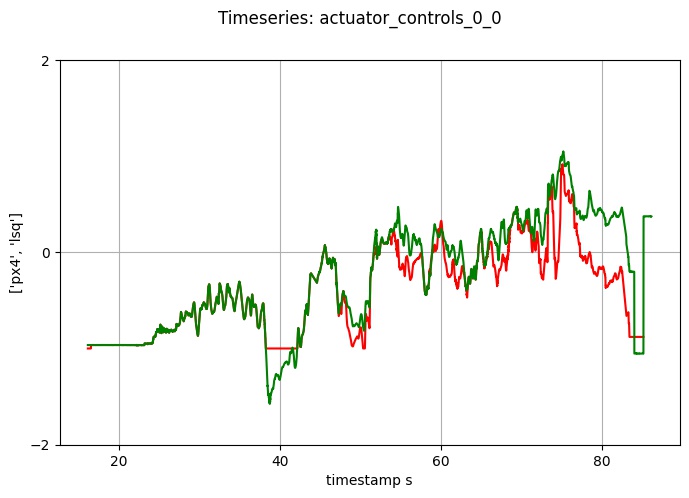 Timeseries: actuator_controls_0_0
['px4', 'lsq']
2
0
−2
20
40
60
80
timestamp s